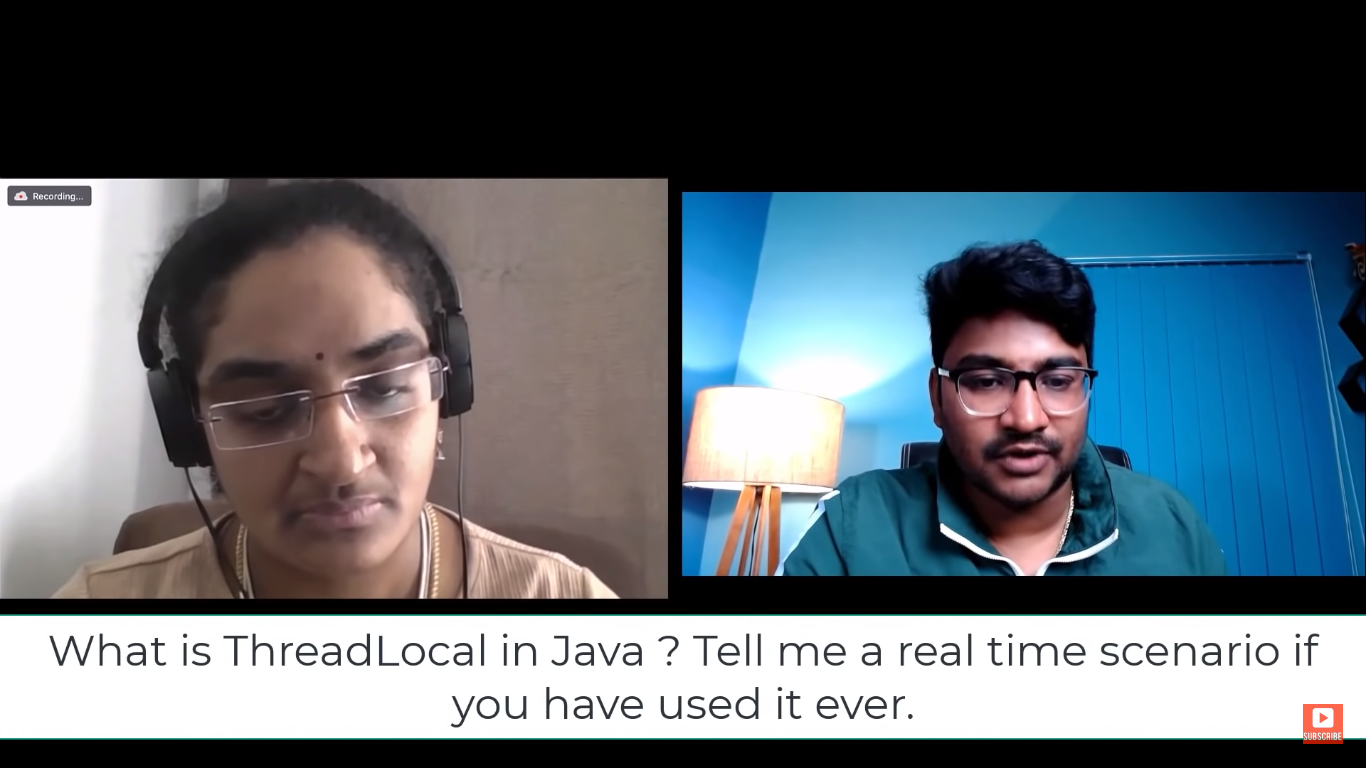 Recording...
What is ThreadLocal in Java ? Tell me a real time scenario if
you have used it ever.
SUBSCRIBE